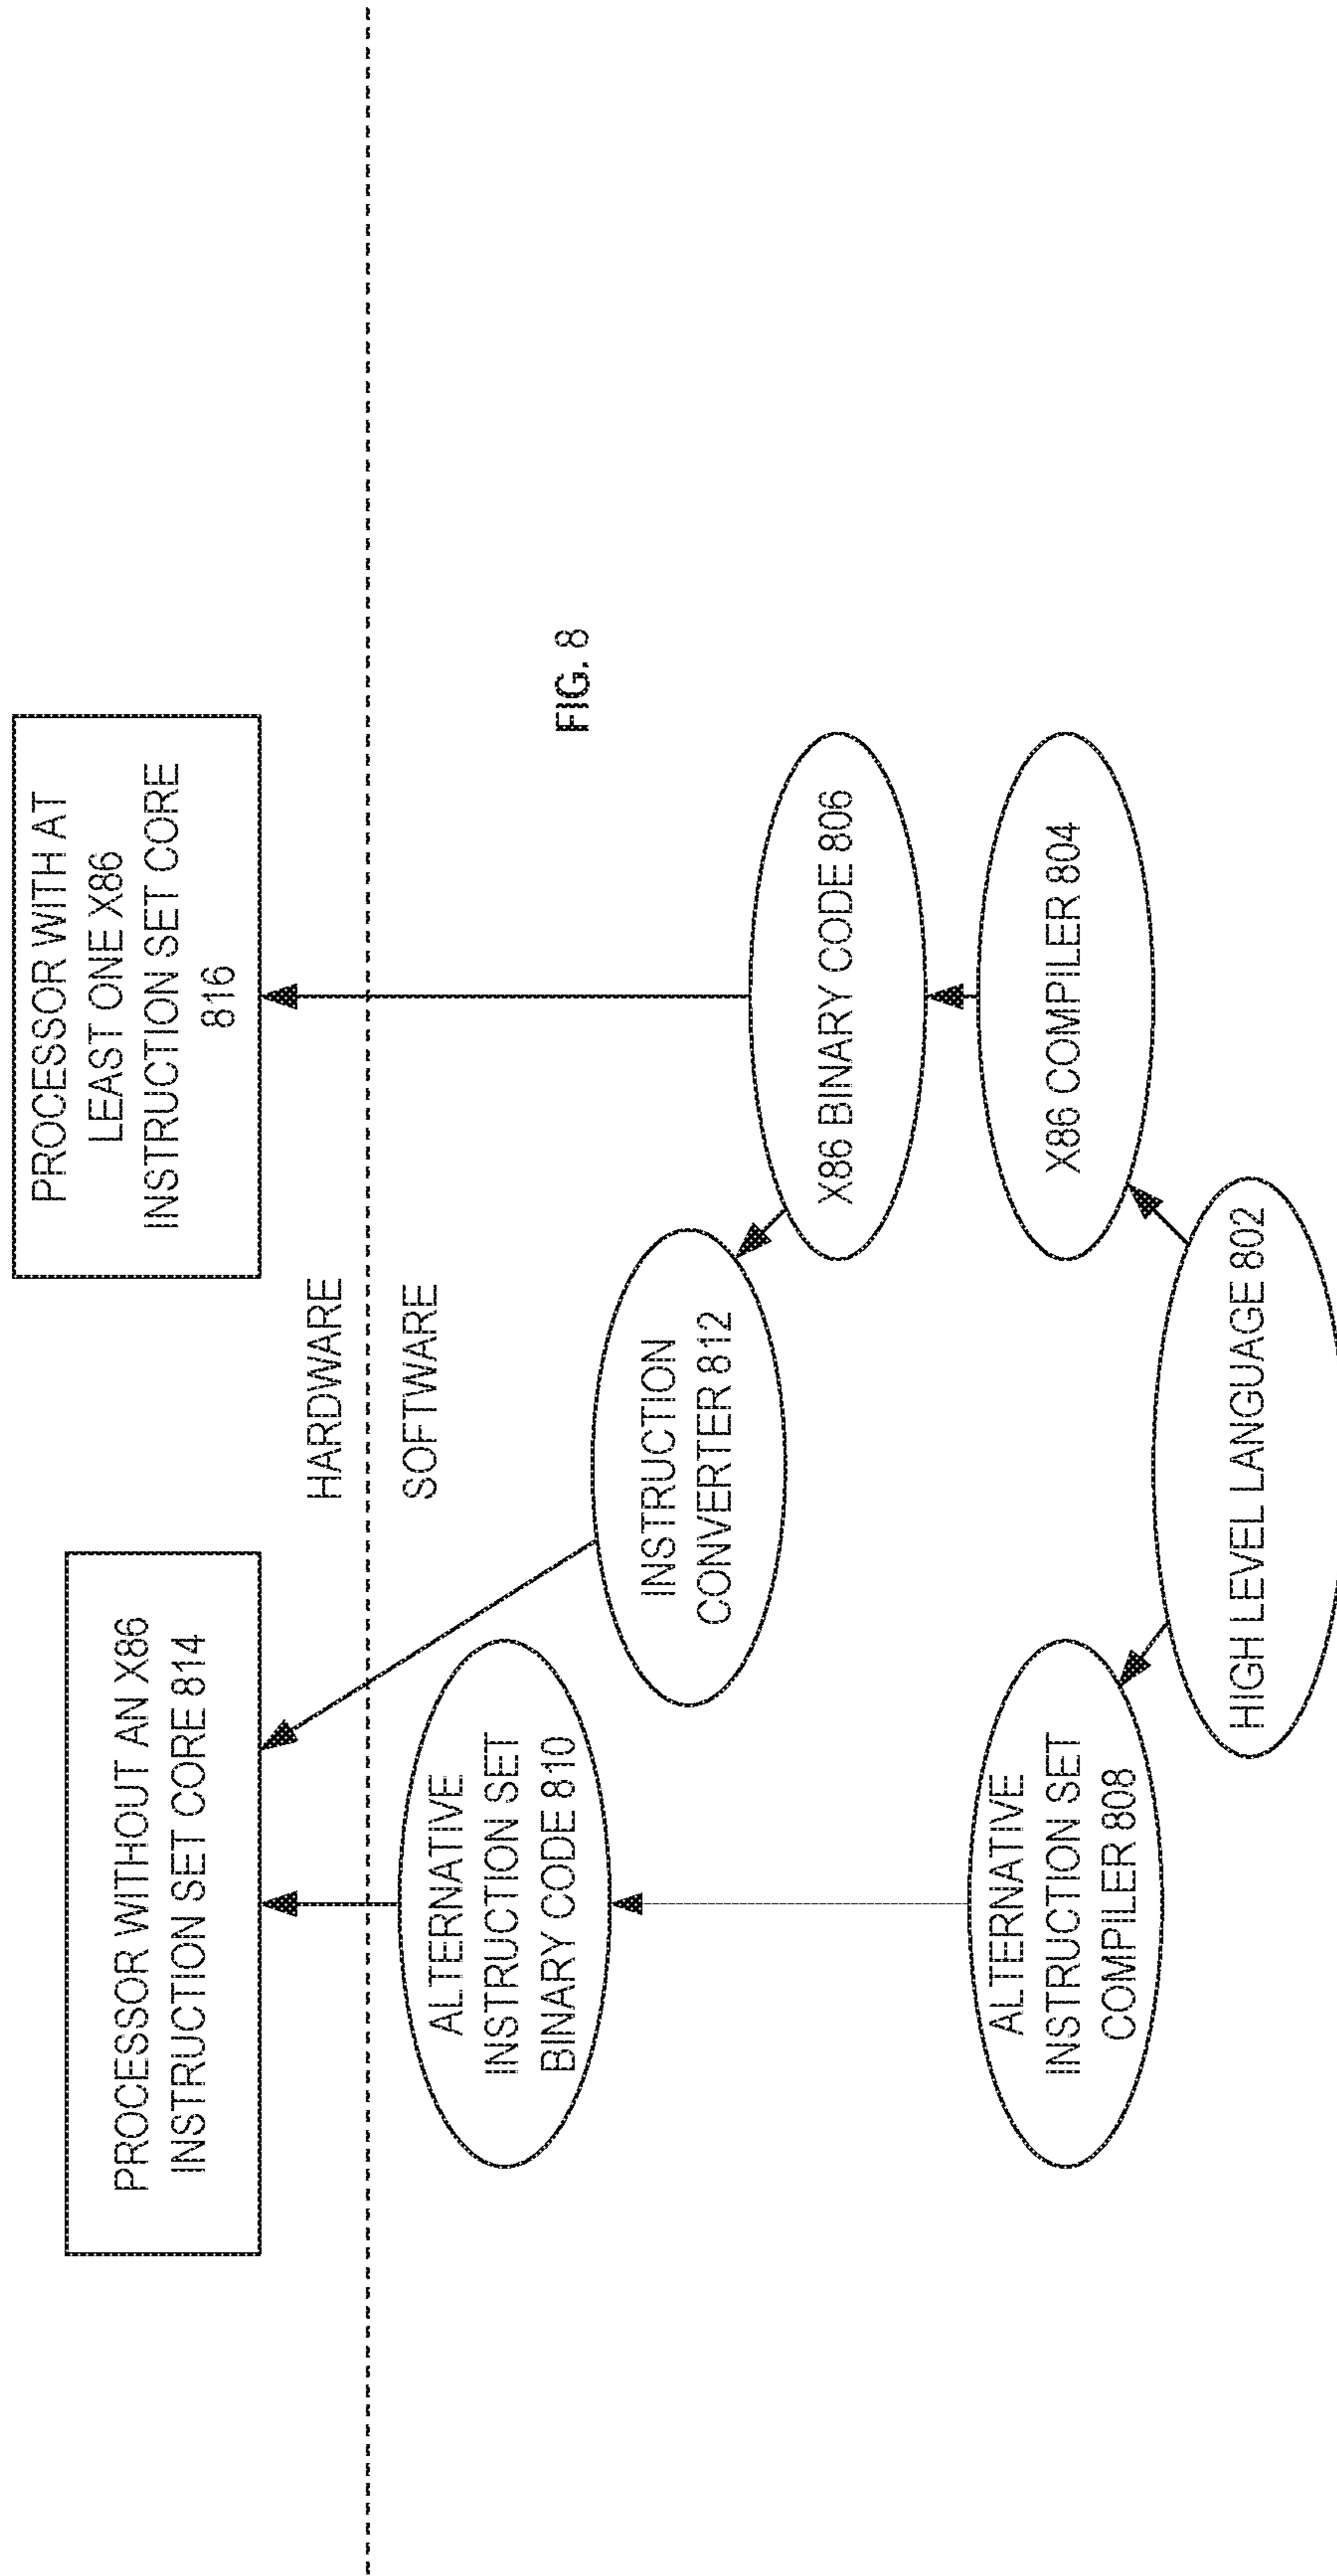 PROCESSOR WITHOUT AN X86
INSTRUCTION SET CORE 814
PROCESSOR WITH AT
LEAST ONE X86
INSTRUCTION SET CORE
816
HARDWARE
SOFTWARE
ALTERNATIVE
INSTRUCTION SET
BINARY CODE 810
INSTRUCTION
CONVERTER 812
FIG. 8
X86 BINARY CODE 806
ALTERNATIVE
INSTRUCTION SET
COMPILER 808
X86 COMPILER 804
HIGH LEVEL LANGUAGE 802